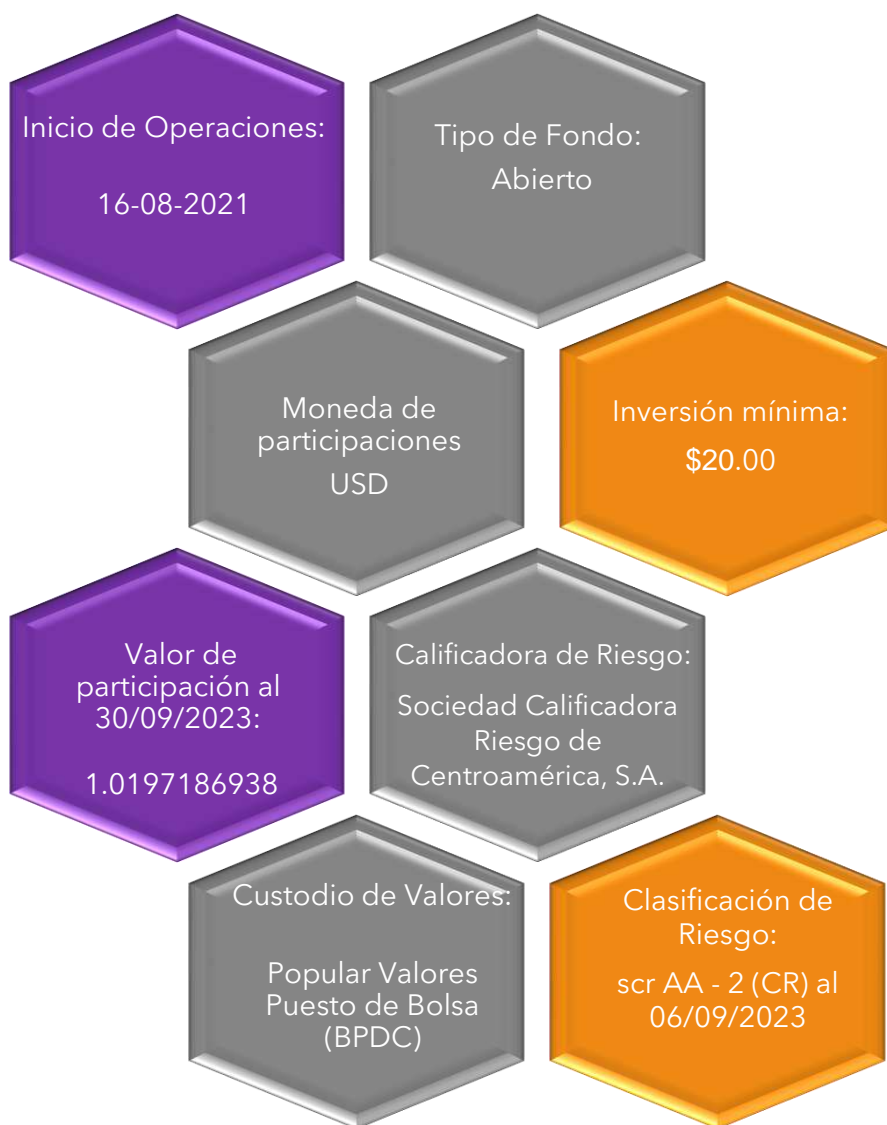 Inicio de Operaciones:
16-08-2021
Tipo de Fondo:
Abierto
Moneda de
participaciones
USD
Inversión mínima:
$20.00
Valor de
participación al
30/09/2023:
1.0197186938
Calificadora de Riesgo:
Sociedad Calificadora
Riesgo de
Centroamérica, S.A.
Custodio de Valores:
Popular Valores
Puesto de Bolsa
(BPDC)
Clasificación de
Riesgo:
scr AA - 2 (CR) al
06/09/2023